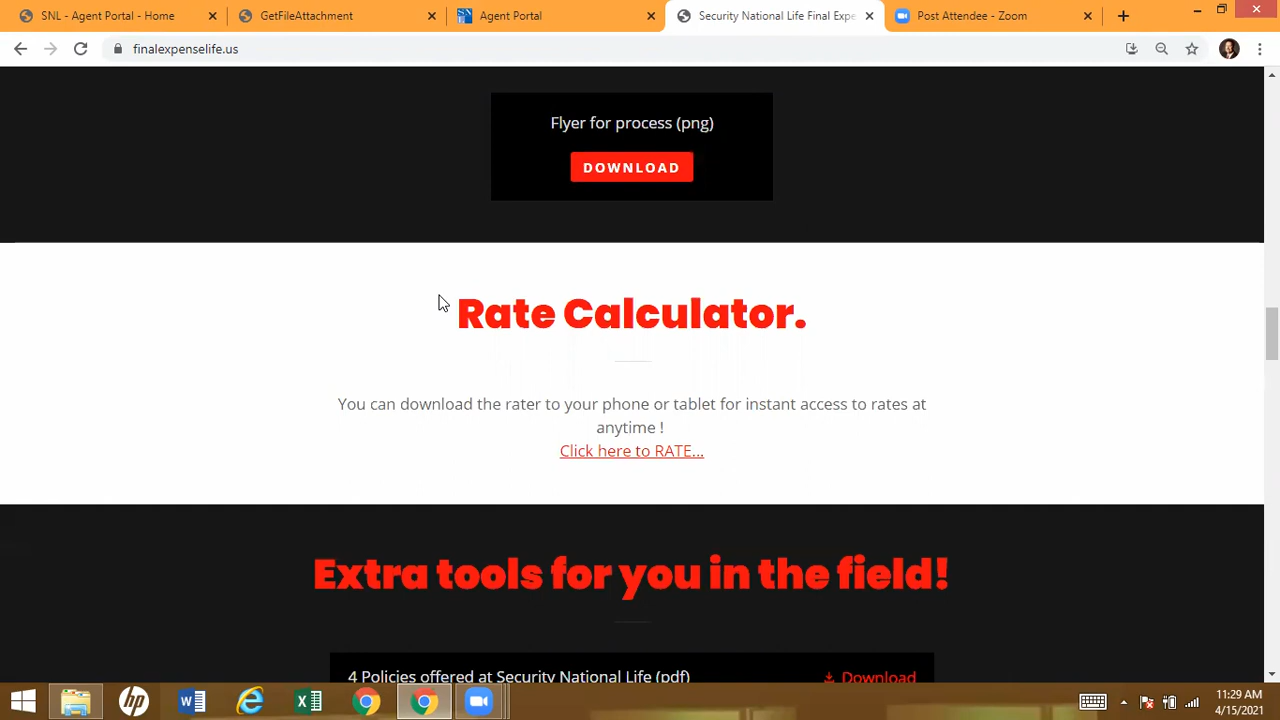 SNL - Agent Portal - Home
GetFileAttachment
Agent Portal
Security National Life Final Expe
Post Attendee - Zoom
finalexpenselife.us
Flyer for process (png)
DOWNLOAD
Rate Calculator.
You can download the rater to your phone or tablet for instant access to rates at
anytime !
Click here to RATE...
Extra tools for you in the field!
4 Policies offered at Security National Life (pdf)
Download
11:29 AM
4/15/2021